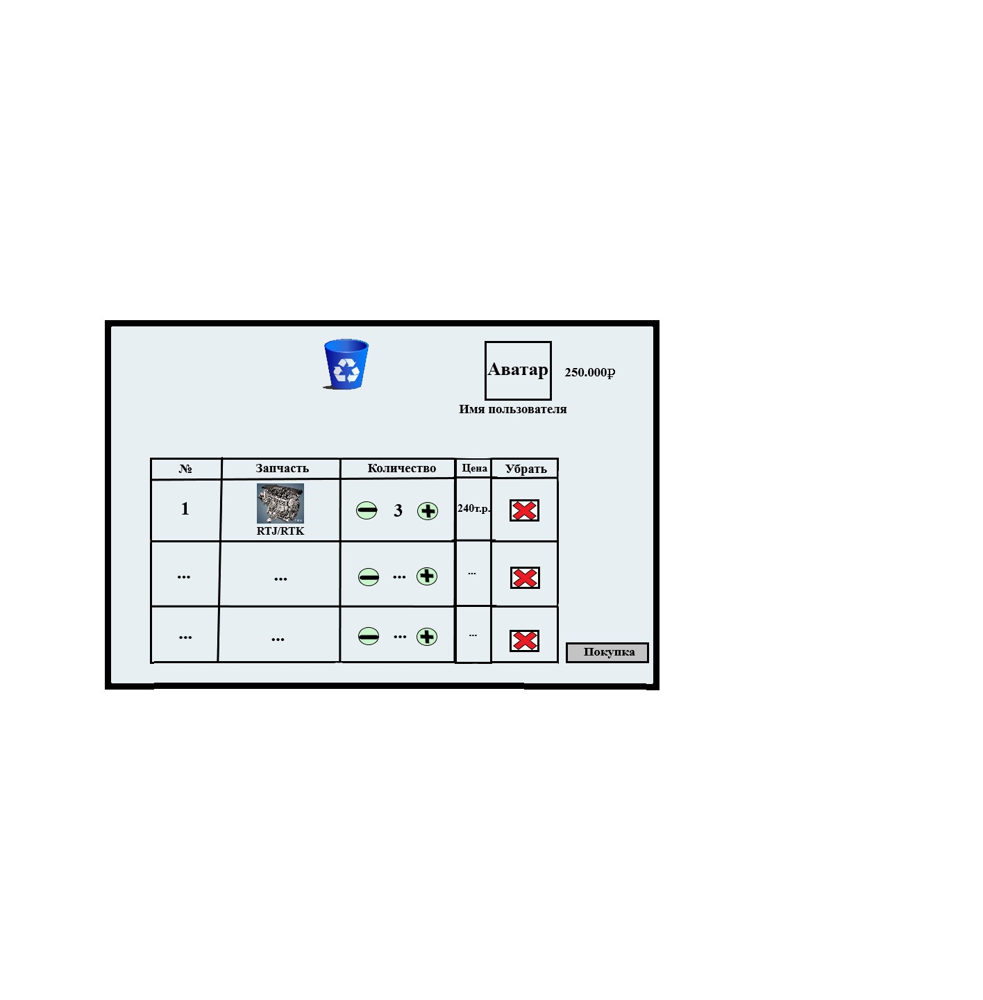 Аватар
250.000₽
Имя пользователя
№ Запчасть Количество Цена Убрать
1 3 240т.р.
RTJ/RTK
... ... ... ...
... ... ... ...
Покупка